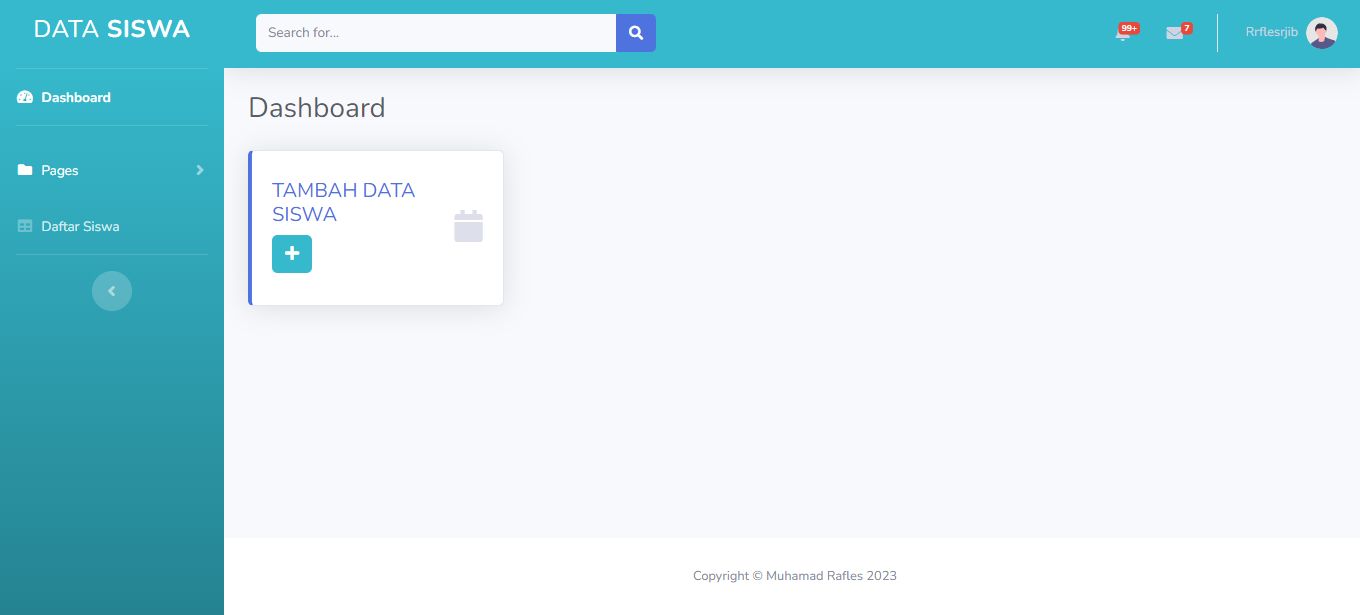 DATA SISWA
Search for...
99+
7
Rrflesrjib
Dashboard
Pages
Daftar Siswa
Dashboard
TAMBAH DATA
SISWA
Copyright © Muhamad Rafles 2023